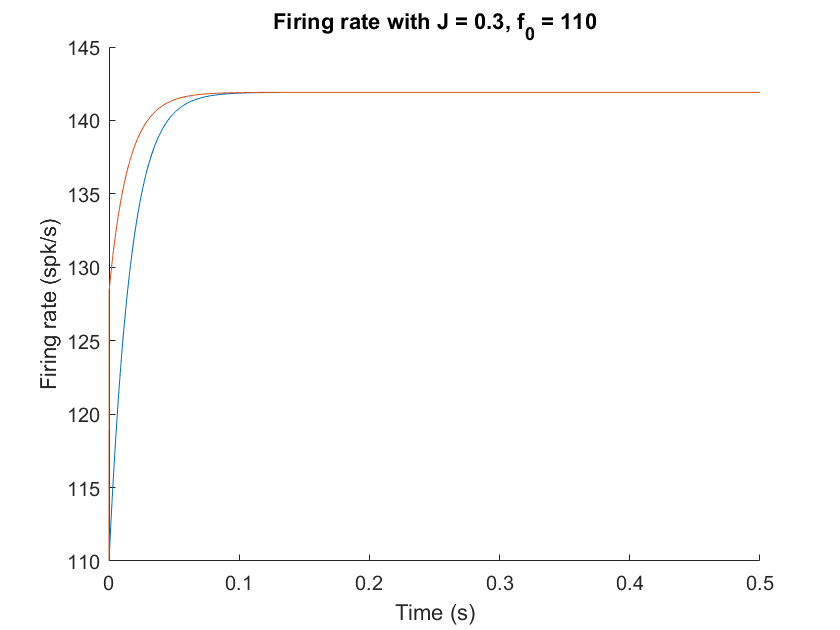 Firing rate with J = 0.3, f₀ = 110
145
140
135
130
125
120
115
110
Firing rate (spk/s)
0 0.1 0.2 0.3 0.4 0.5
Time (s)